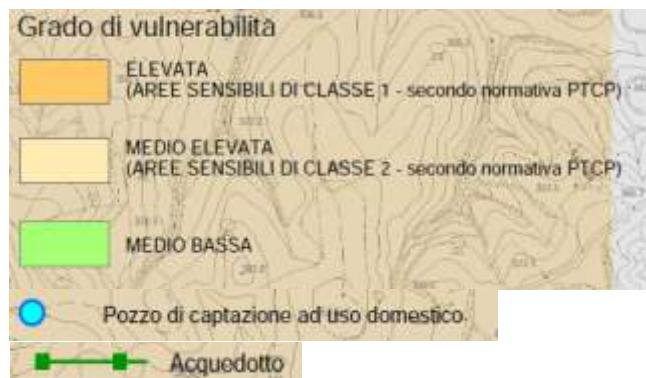 Grado di vulnerabilità
ELEVATA
(AREE SENSIBILI DI CLASSE 1 - secondo normativa PTCP)
MEDIO ELEVATA
(AREE SENSIBILI DI CLASSE 2 - secondo normativa PTCP)
MEDIO BASSA
Pozzo di captazione ad uso domestico
Acquedotto